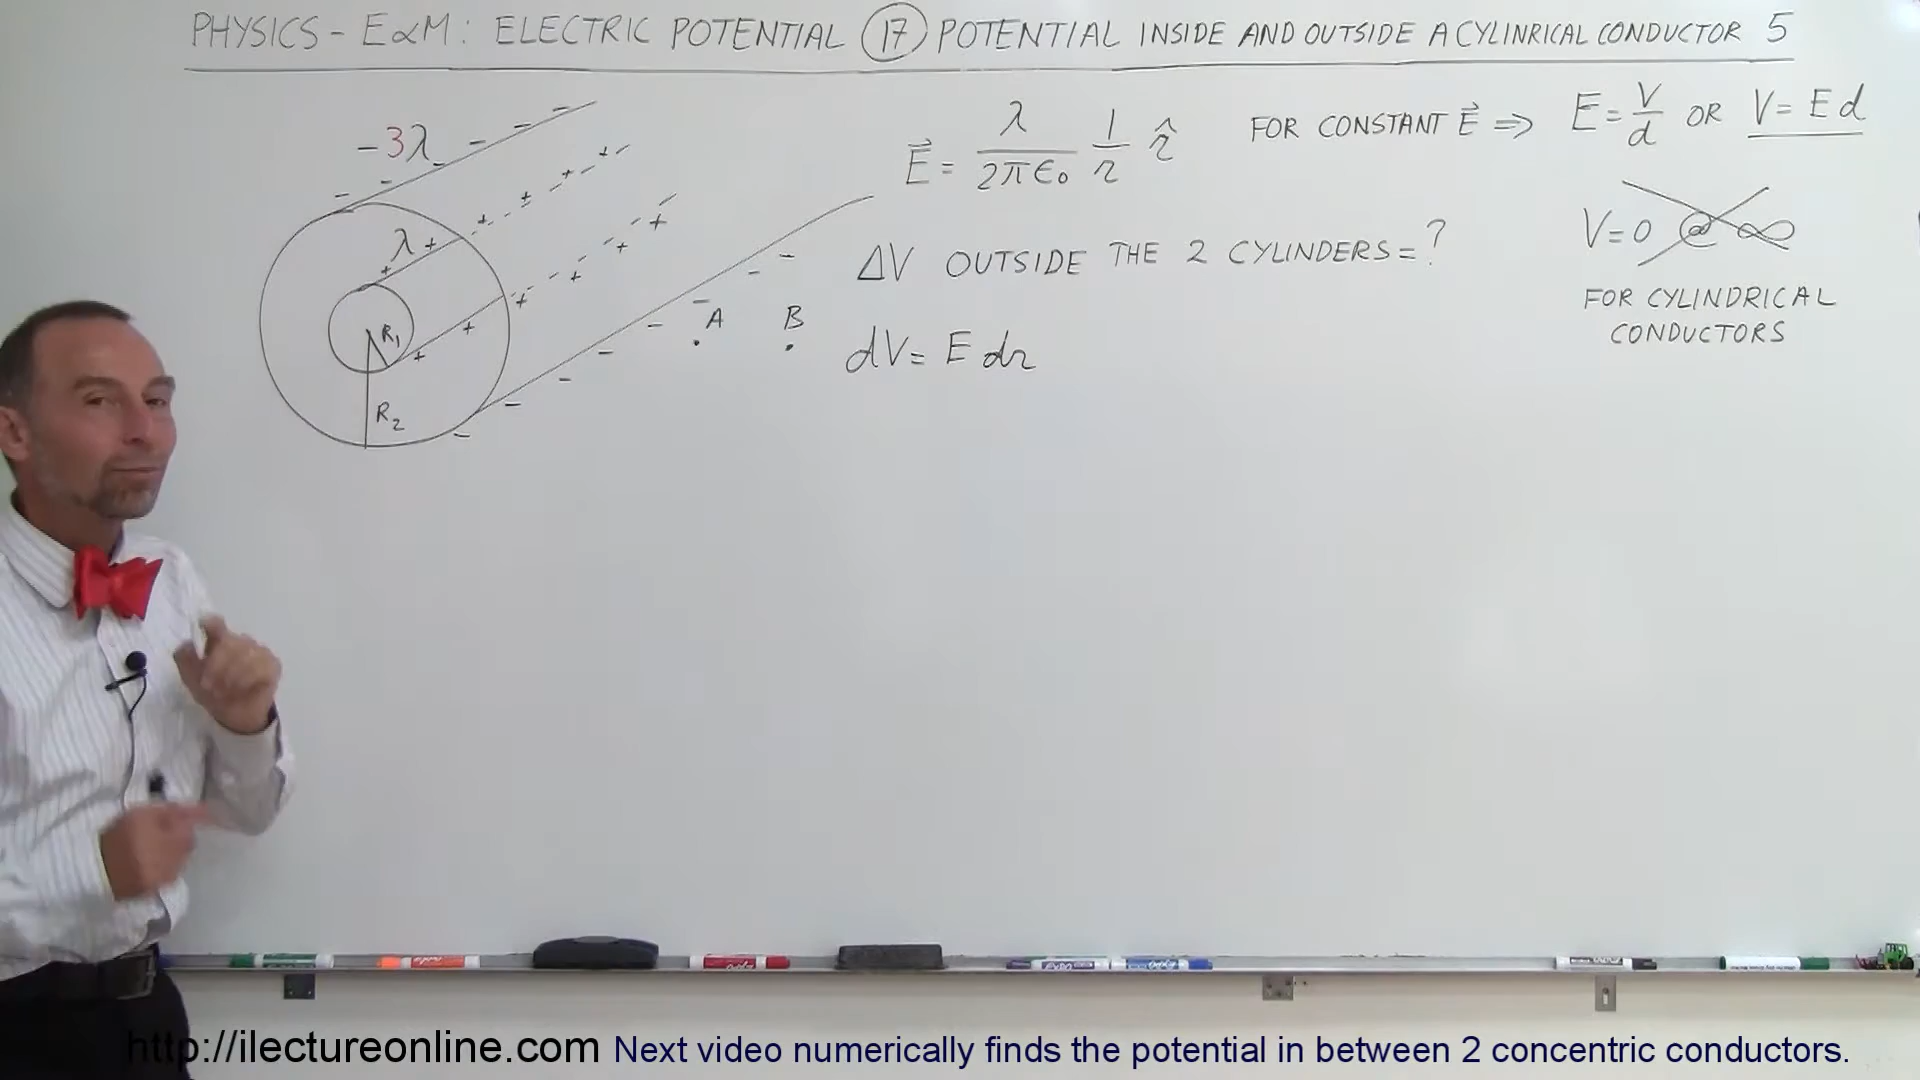 PHYSICS - E&M: ELECTRIC POTENTIAL 17 POTENTIAL INSIDE AND OUTSIDE A CYLINRICAL CONDUCTOR 5
-3λ
λ
R₁
R₂
A
B
E⃗ = λ / 2πε₀ 1/r r̂
FOR CONSTANT E⃗ ⇒ E = V/d OR V = Ed
ΔV OUTSIDE THE 2 CYLINDERS = ?
dV = E dr
V=0 @ ∞
FOR CYLINDRICAL
CONDUCTORS
http://ilectureonline.com Next video numerically finds the potential in between 2 concentric conductors.